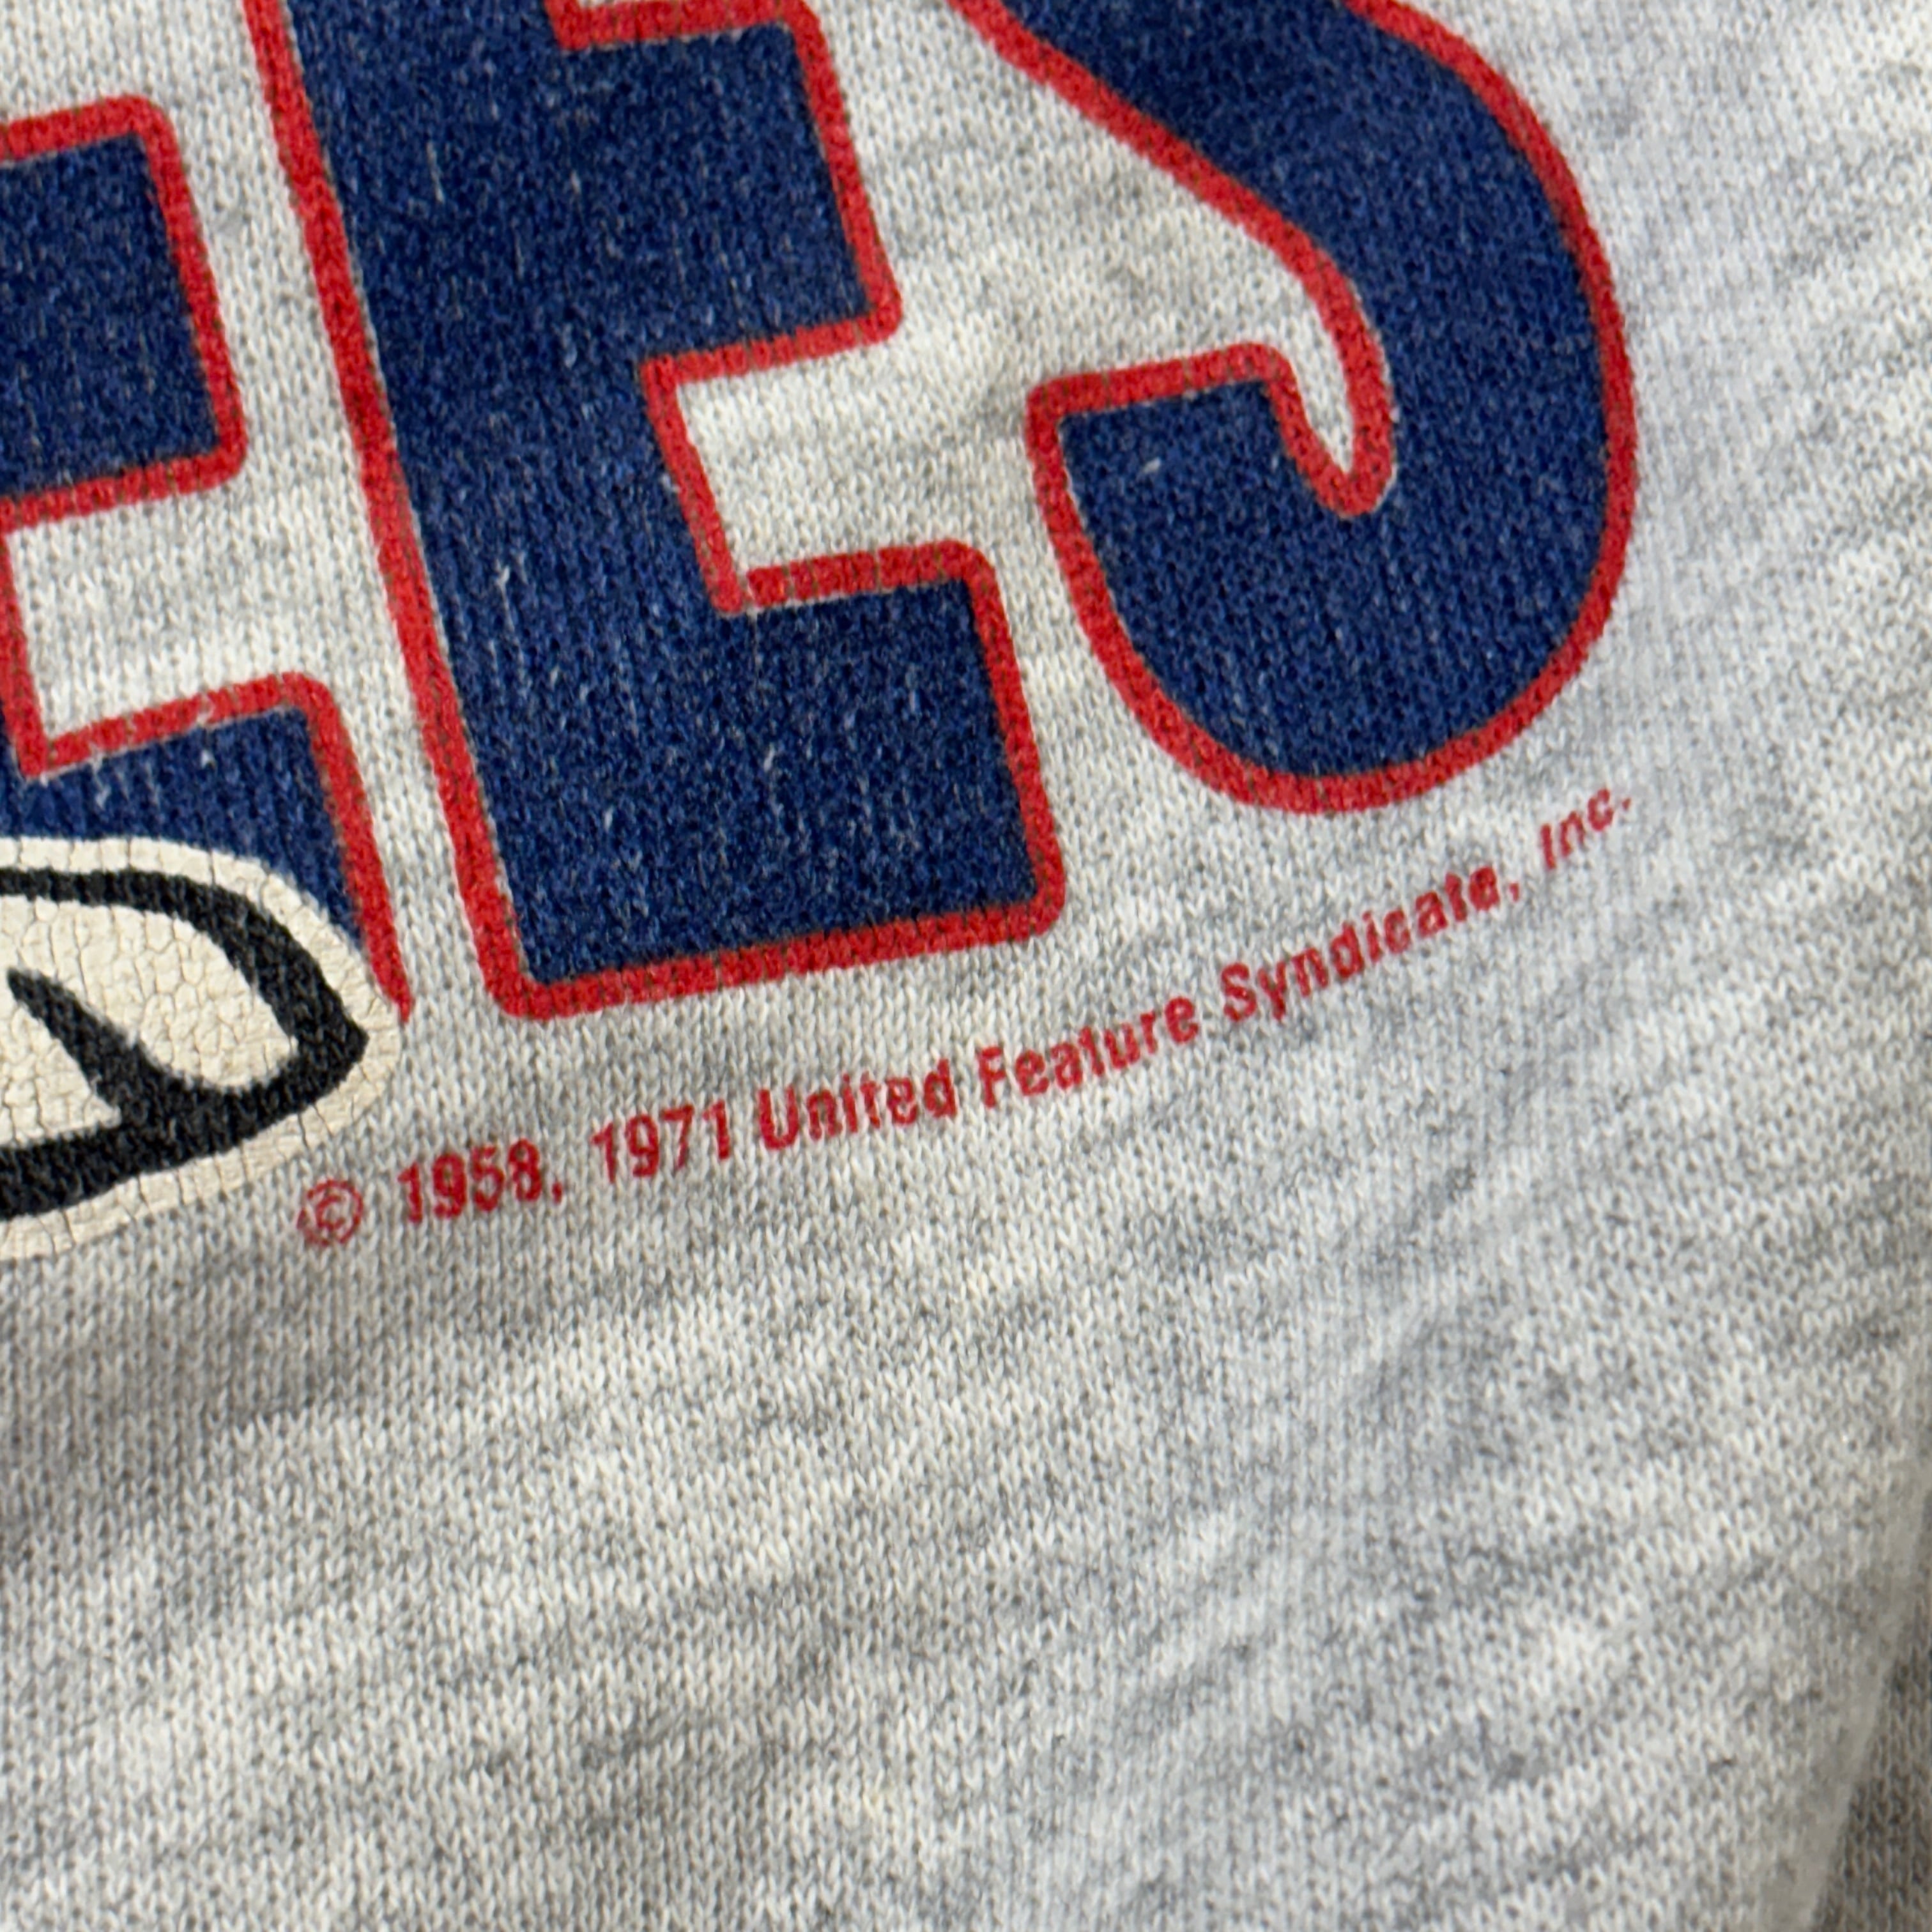 EES
© 1958, 1971 United Feature Syndicate, Inc.